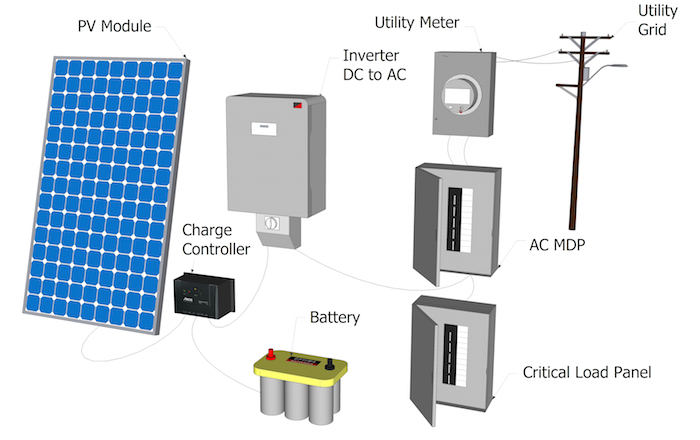 PV Module
Utility Meter
Utility
Grid
Inverter
DC to AC
Charge
Controller
AC MDP
Battery
Critical Load Panel